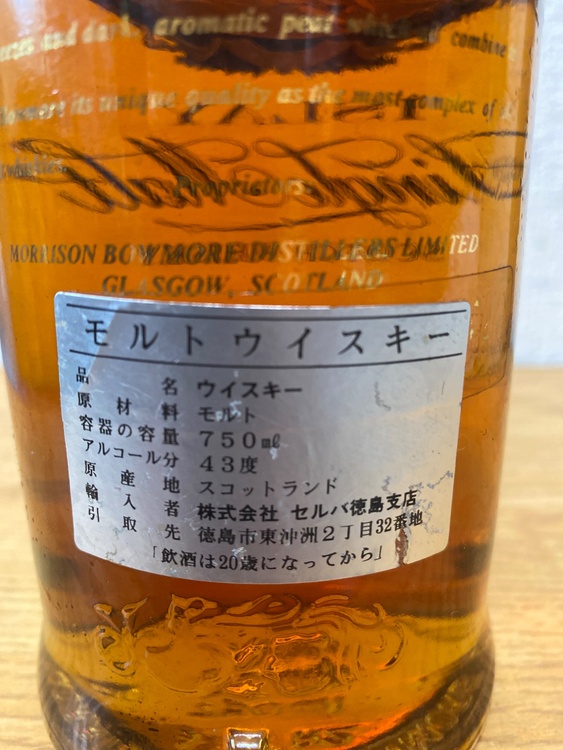 aromatic peat which combine
Bowmore its unique quality as the most complex of
Proprietors:
MORRISON BOWMORE DISTILLERS LIMITED
GLASGOW, SCOTLAND
モルトウイスキー
品名 ウイスキー
原材料 モルト
容器の容量 750mℓ
アルコール分 43度
原産地 スコットランド
輸入者 株式会社 セルバ徳島支店
引取先 徳島市東沖洲2丁目32番地
「飲酒は20歳になってから」